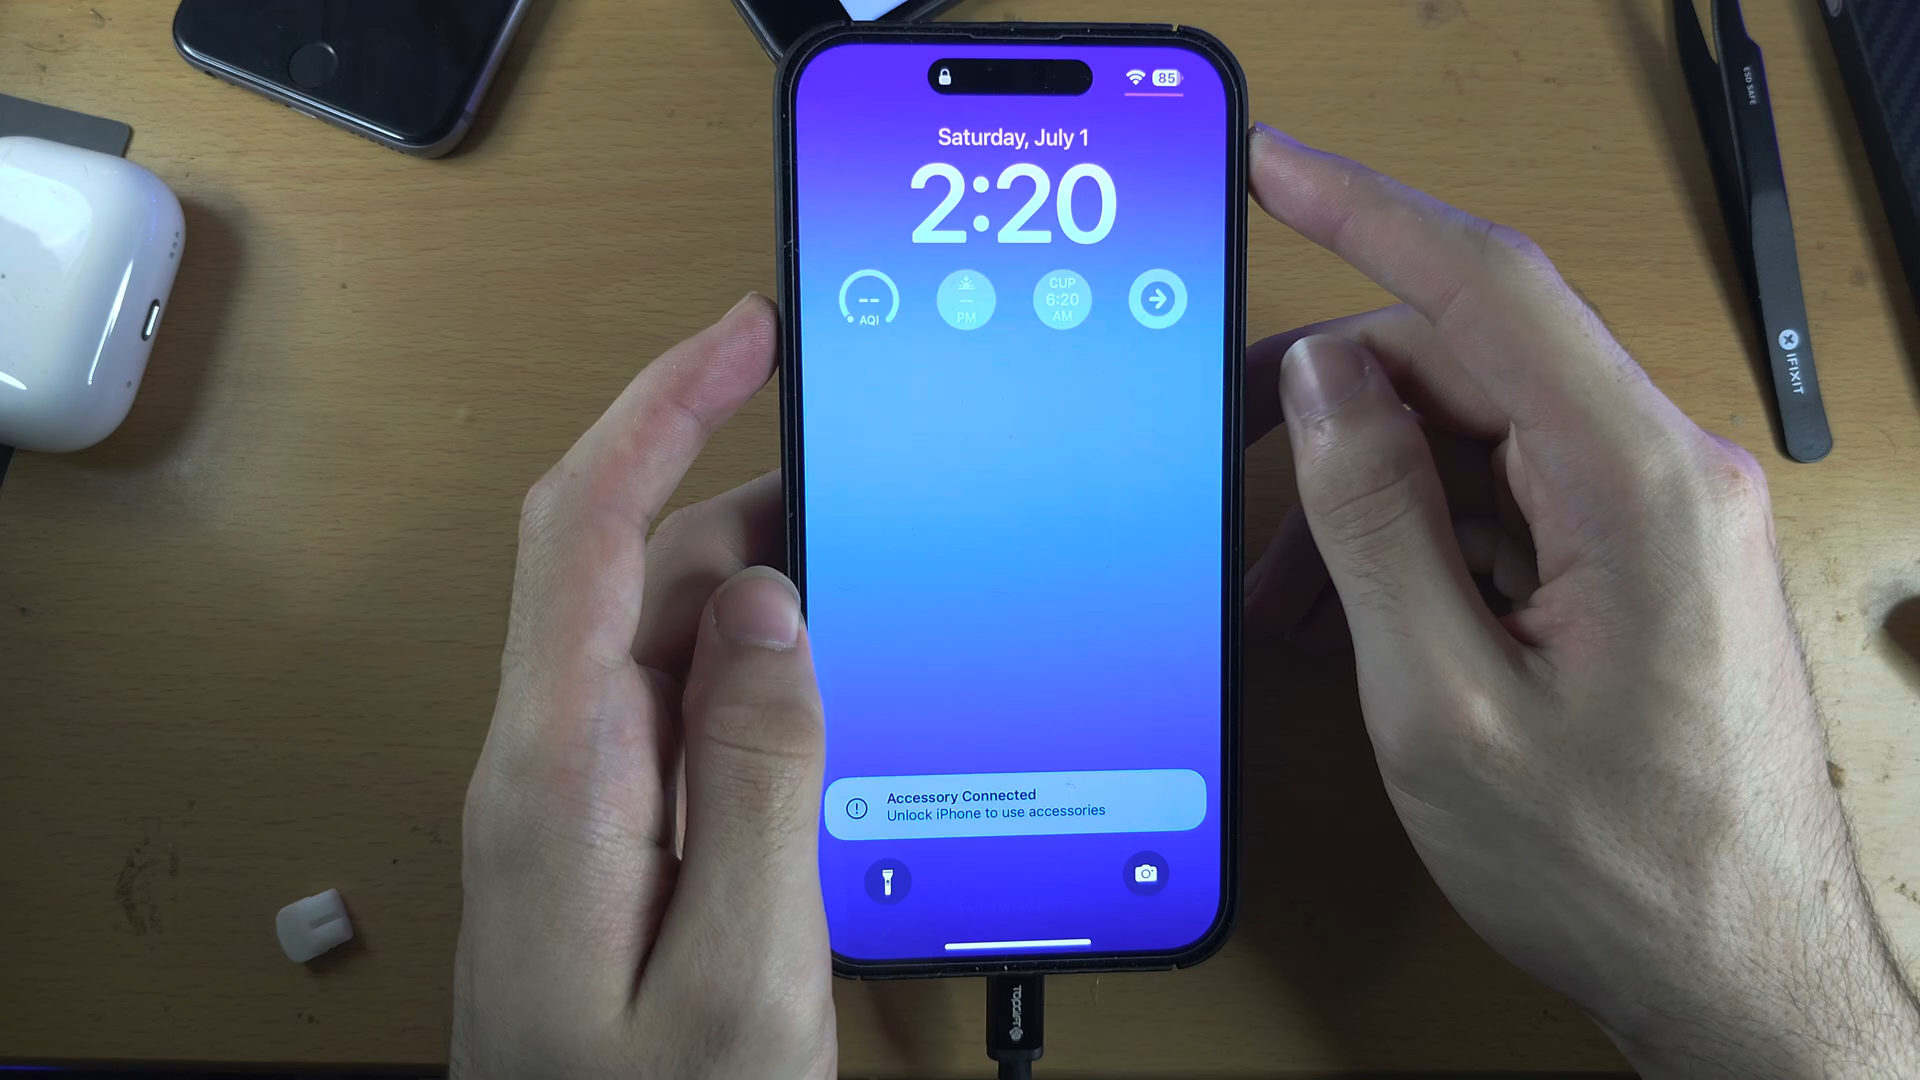 85
Saturday, July 1
2:20
--
AQI
--
PM
CUP
6:20
AM
Accessory Connected
Unlock iPhone to use accessories
ESD SAFE
IFIXIT